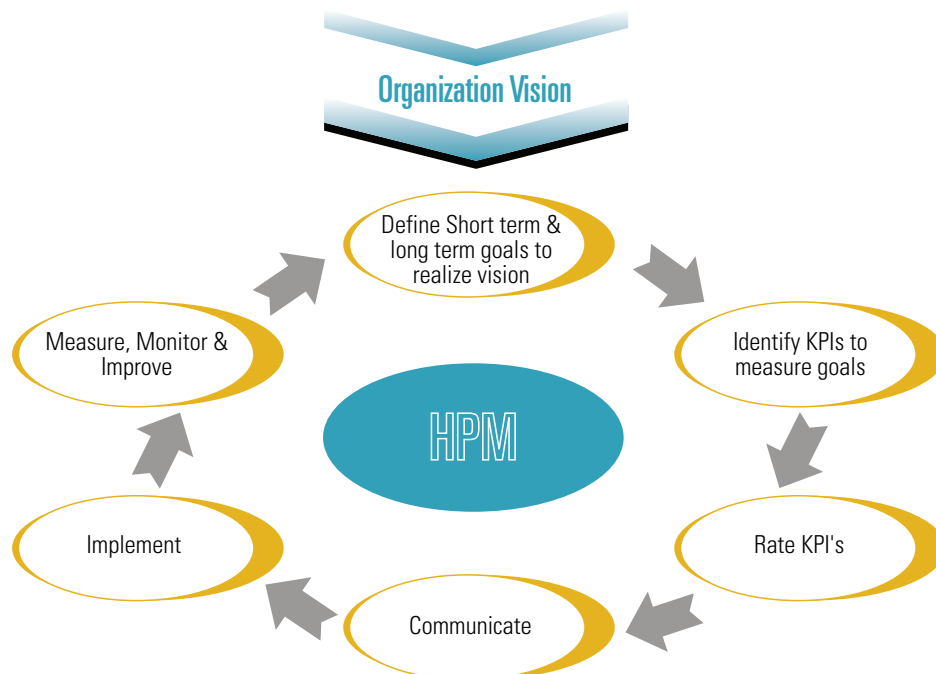 Organization Vision
Define Short term &
long term goals to
realize vision
Identify KPIs to
measure goals
Rate KPI's
Communicate
Implement
Measure, Monitor &
Improve
HPM